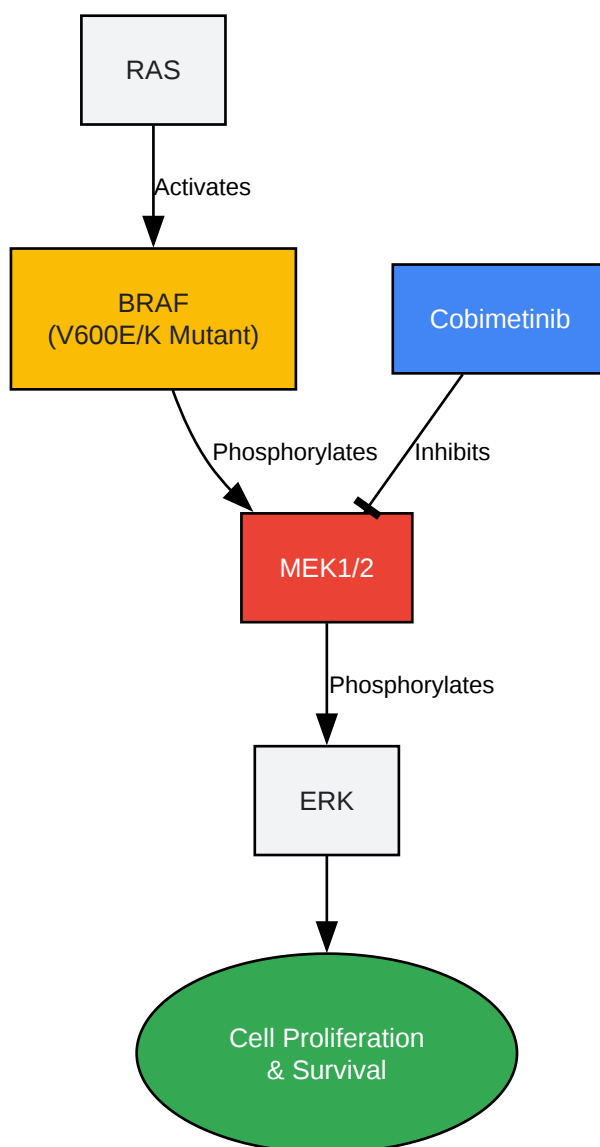 RAS
Activates
BRAF
(V600E/K Mutant)
Cobimetinib
Phosphorylates
Inhibits
MEK1/2
Phosphorylates
ERK
Cell Proliferation
& Survival